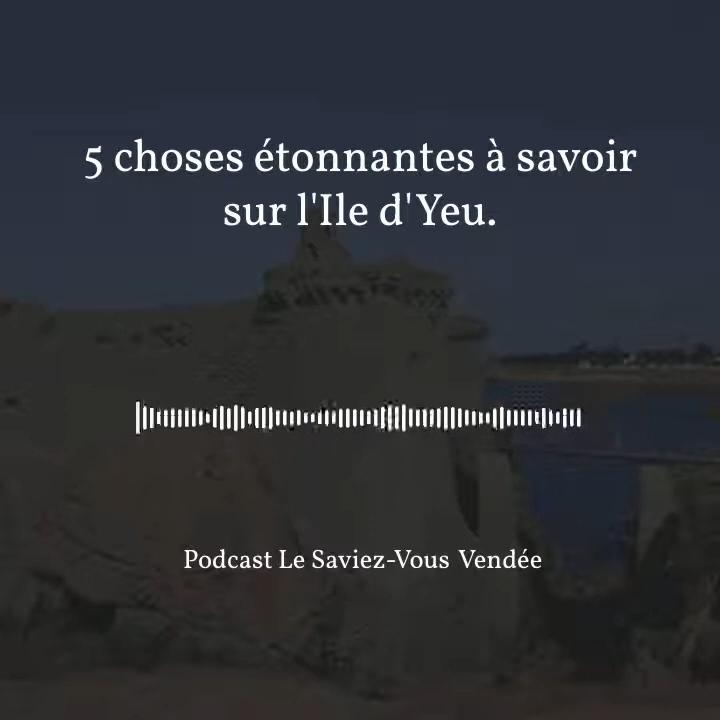 5 choses étonnantes à savoir
sur l'Ile d'Yeu.
Podcast Le Saviez-Vous Vendée